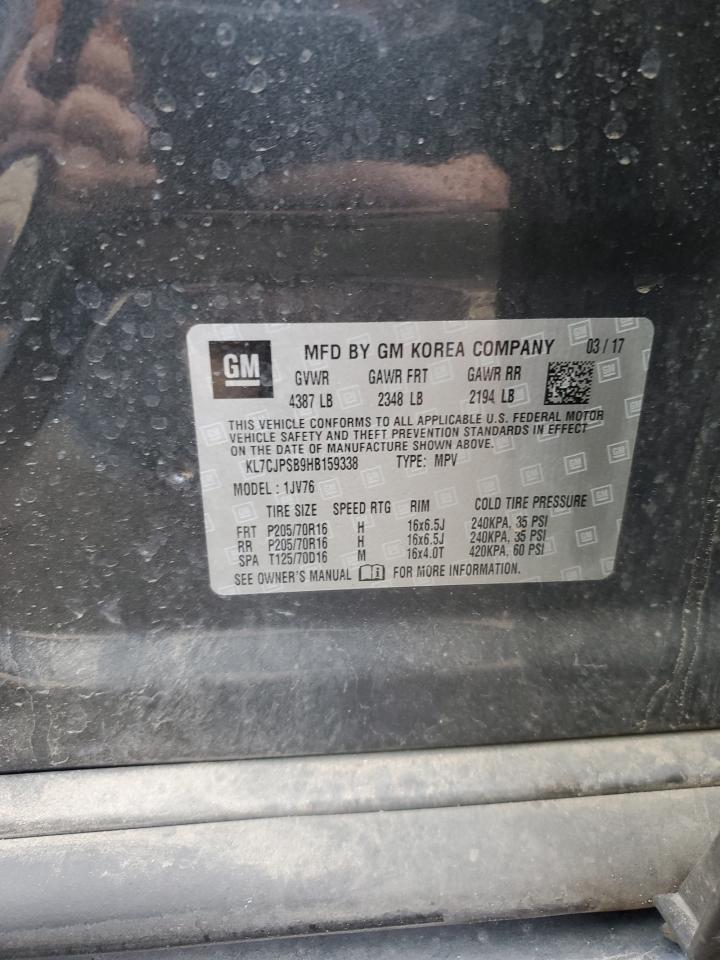 GM MFD BY GM KOREA COMPANY 03/17
GVWR GAWR FRT GAWR RR
4387 LB 2348 LB 2194 LB
THIS VEHICLE CONFORMS TO ALL APPLICABLE U.S. FEDERAL MOTOR
VEHICLE SAFETY AND THEFT PREVENTION STANDARDS IN EFFECT
ON THE DATE OF MANUFACTURE SHOWN ABOVE.
KL7CJPSB9HB159338 TYPE: MPV
MODEL: 1JV76
TIRE SIZE SPEED RTG RIM COLD TIRE PRESSURE
FRT P205/70R16 H 16x6.5J 240KPA, 35 PSI
RR P205/70R16 H 16x6.5J 240KPA, 35 PSI
SPA T125/70D16 M 16x4.0T 420KPA, 60 PSI
SEE OWNER'S MANUAL FOR MORE INFORMATION.